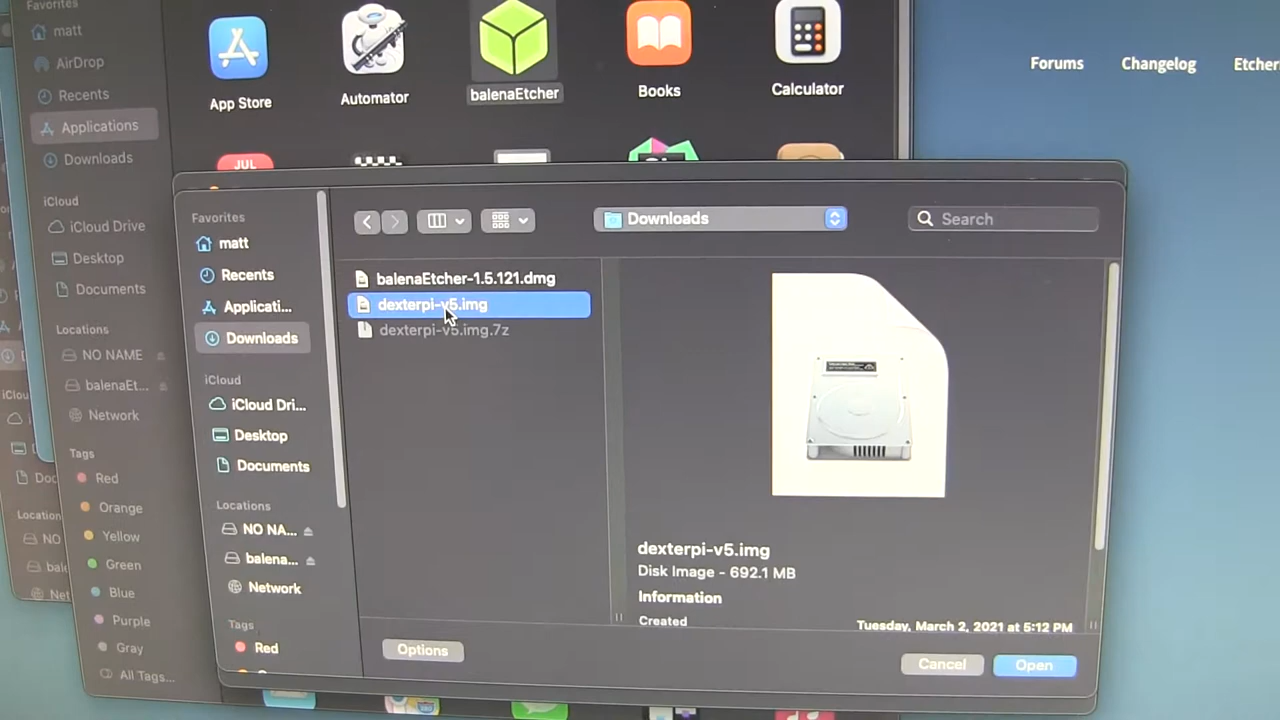 Favorites
matt
AirDrop
Recents
Applications
Downloads
iCloud
iCloud Drive
Desktop
Documents
Locations
NO NAME
balenaEt...
Network
Tags
Red
Orange
Yellow
Green
Blue
Purple
Gray
All Tags...
App Store
Automator
balenaEtcher
Books
Calculator
JUL
Forums
Changelog
Etcher
Favorites
matt
Recents
Applicati...
Downloads
iCloud
iCloud Dri...
Desktop
Documents
Locations
NO NA...
balena...
Network
Tags
Red
Downloads
Search
balenaEtcher-1.5.121.dmg
dexterpi-v5.img
dexterpi-v5.img.7z
dexterpi-v5.img
Disk Image - 692.1 MB
Information
Created
Tuesday, March 2, 2021 at 5:12 PM
Options
Cancel
Open